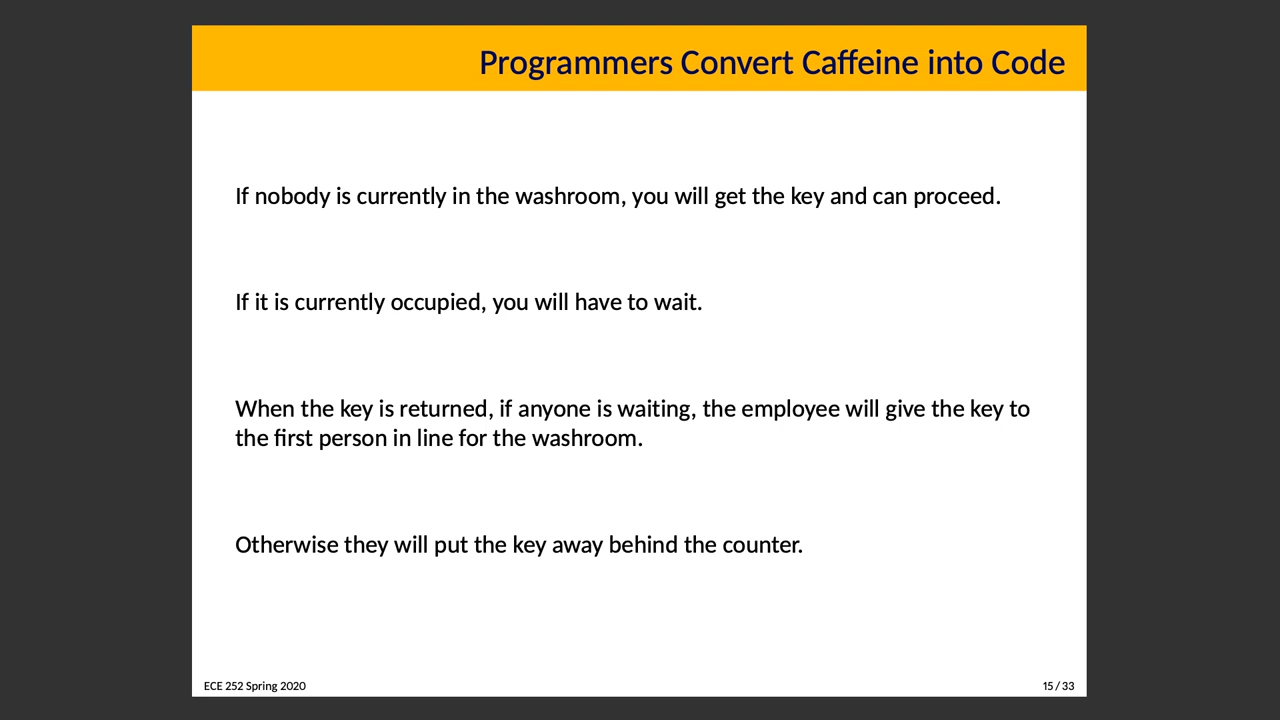 Programmers Convert Caffeine into Code
If nobody is currently in the washroom, you will get the key and can proceed.
If it is currently occupied, you will have to wait.
When the key is returned, if anyone is waiting, the employee will give the key to
the first person in line for the washroom.
Otherwise they will put the key away behind the counter.
ECE 252 Spring 2020
15 / 33